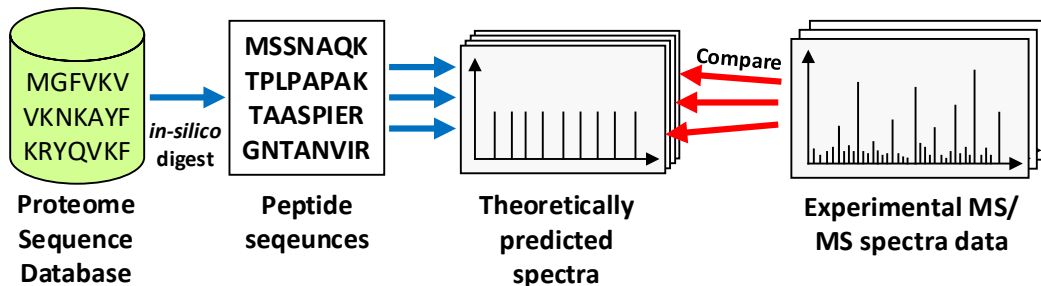 MGFVKV
VKNKAYF
KRYQVKF
Proteome
Sequence
Database
in-silico
digest
MSSNAQK
TPLPAPAK
TAASPIER
GNTANVIR
Peptide
seqeunces
Theoretically
predicted
spectra
Compare
Experimental MS/
MS spectra data